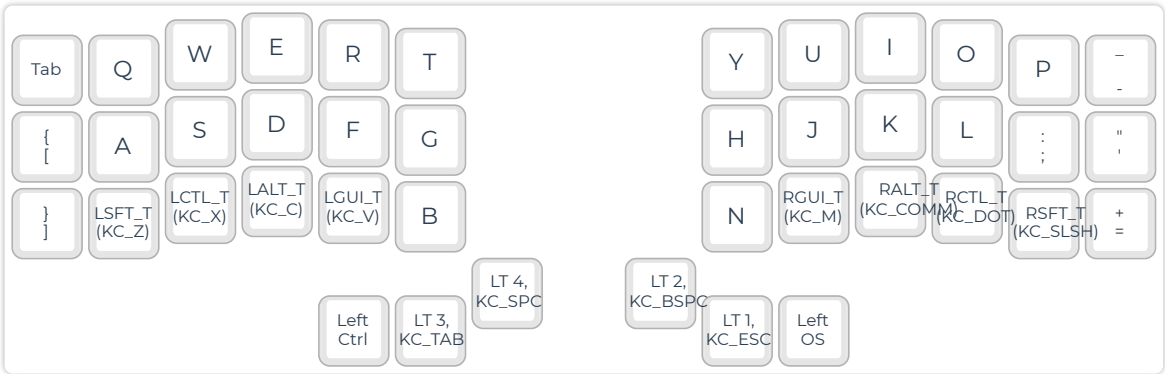 Tab Q W E R T Y U I O P _
-
{
[ A S D F G H J K L :
; "
'
}
] LSFT_T
(KC_Z) LCTL_T
(KC_X) LALT_T
(KC_C) LGUI_T
(KC_V) B N RGUI_T
(KC_M) RALT_T
(KC_COMM) RCTL_T
(KC_DOT) RSFT_T
(KC_SLSH) +
=
LT 4,
KC_SPC LT 2,
KC_BSPC
Left
Ctrl LT 3,
KC_TAB LT 1,
KC_ESC Left
OS